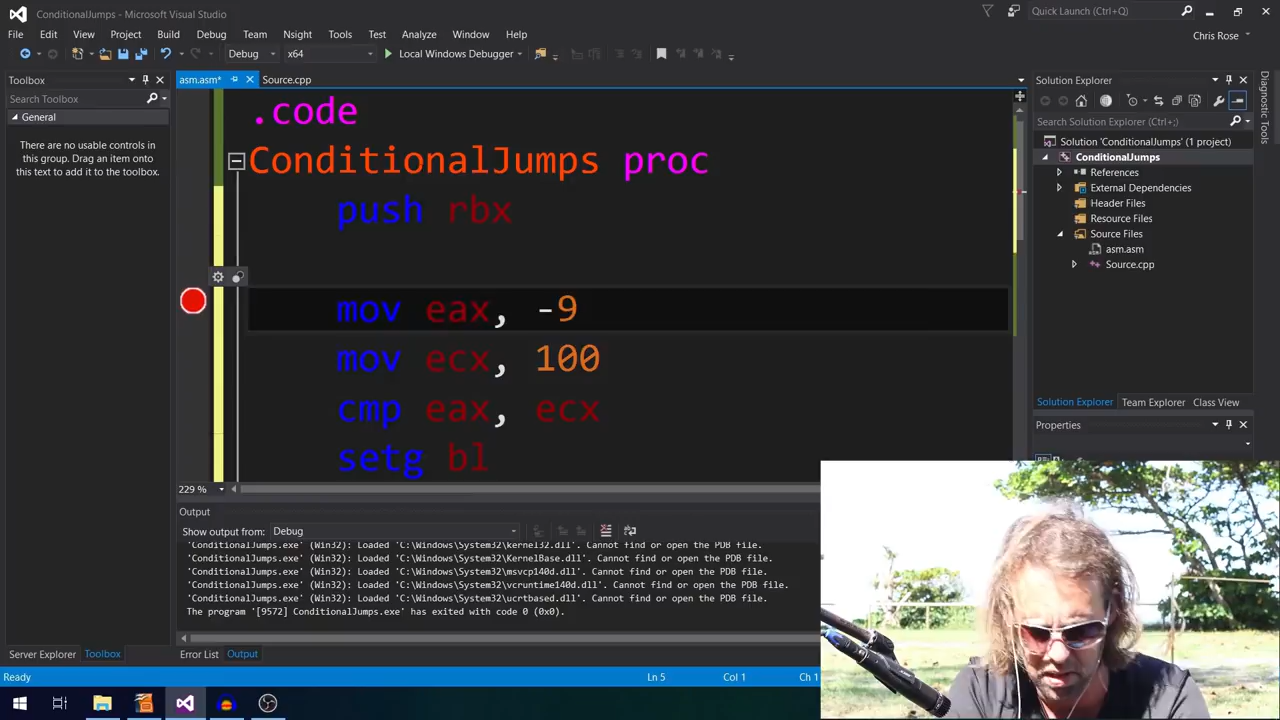 ConditionalJumps - Microsoft Visual Studio
Quick Launch (Ctrl+Q)
File Edit View Project Build Debug Team Nsight Tools Test Analyze Window Help
Chris Rose
Debug x64 Local Windows Debugger
Toolbox
Search Toolbox
General
There are no usable controls in
this group. Drag an item onto
this text to add it to the toolbox.
Server Explorer Toolbox
asm.asm* Source.cpp
.code
ConditionalJumps proc
push rbx
mov eax, -9
mov ecx, 100
cmp eax, ecx
setg bl
229 %
Output
Show output from: Debug
'ConditionalJumps.exe' (Win32): Loaded 'C:\Windows\System32\kernel32.dll'. Cannot find or open the PDB file.
'ConditionalJumps.exe' (Win32): Loaded 'C:\Windows\System32\KernelBase.dll'. Cannot find or open the PDB file.
'ConditionalJumps.exe' (Win32): Loaded 'C:\Windows\System32\msvcp140d.dll'. Cannot find or open the PDB file.
'ConditionalJumps.exe' (Win32): Loaded 'C:\Windows\System32\vcruntime140d.dll'. Cannot find or open the PDB file.
'ConditionalJumps.exe' (Win32): Loaded 'C:\Windows\System32\ucrtbased.dll'. Cannot find or open the PDB file.
The program '[9572] ConditionalJumps.exe' has exited with code 0 (0x0).
Error List Output
Solution Explorer
Search Solution Explorer (Ctrl+;)
Solution 'ConditionalJumps' (1 project)
ConditionalJumps
References
External Dependencies
Header Files
Resource Files
Source Files
asm.asm
Source.cpp
Solution Explorer Team Explorer Class View
Properties
Diagnostic Tools
Ready
Ln 5 Col 1 Ch 1